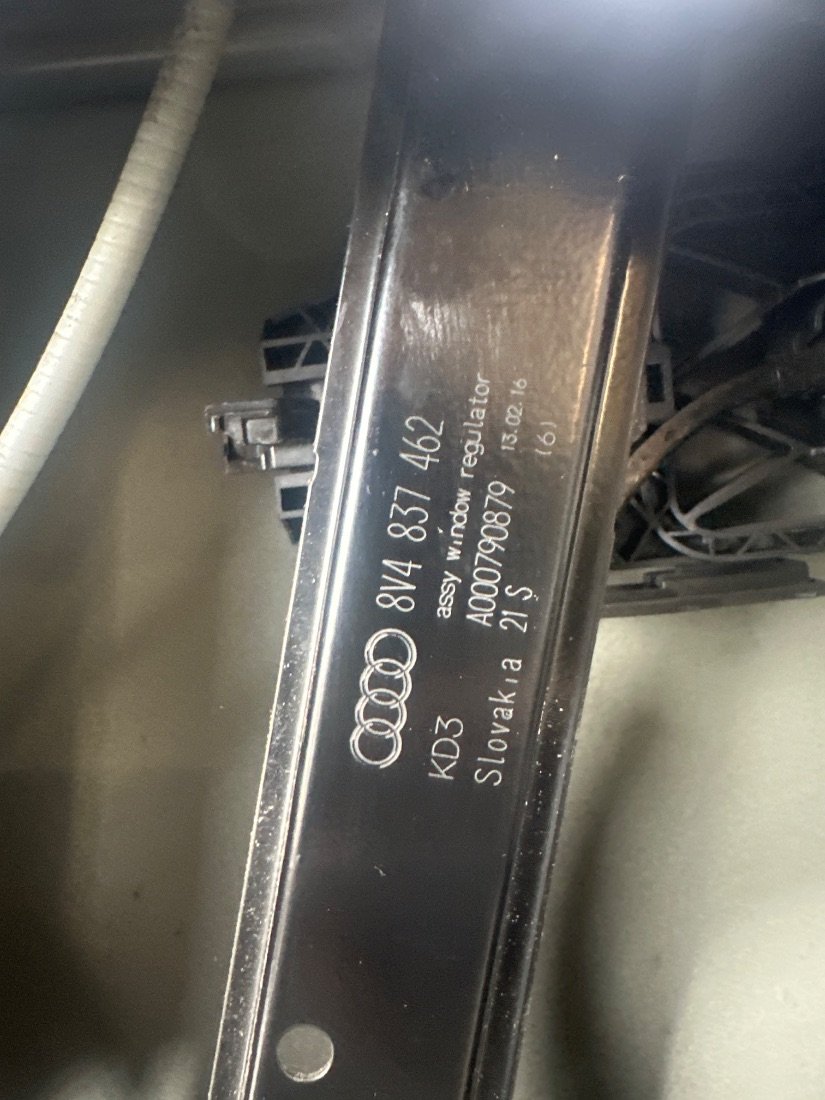 8V4 837 462
KD3 assy window regulator
A000790879 13.02.16
Slovakia 21 S (6)